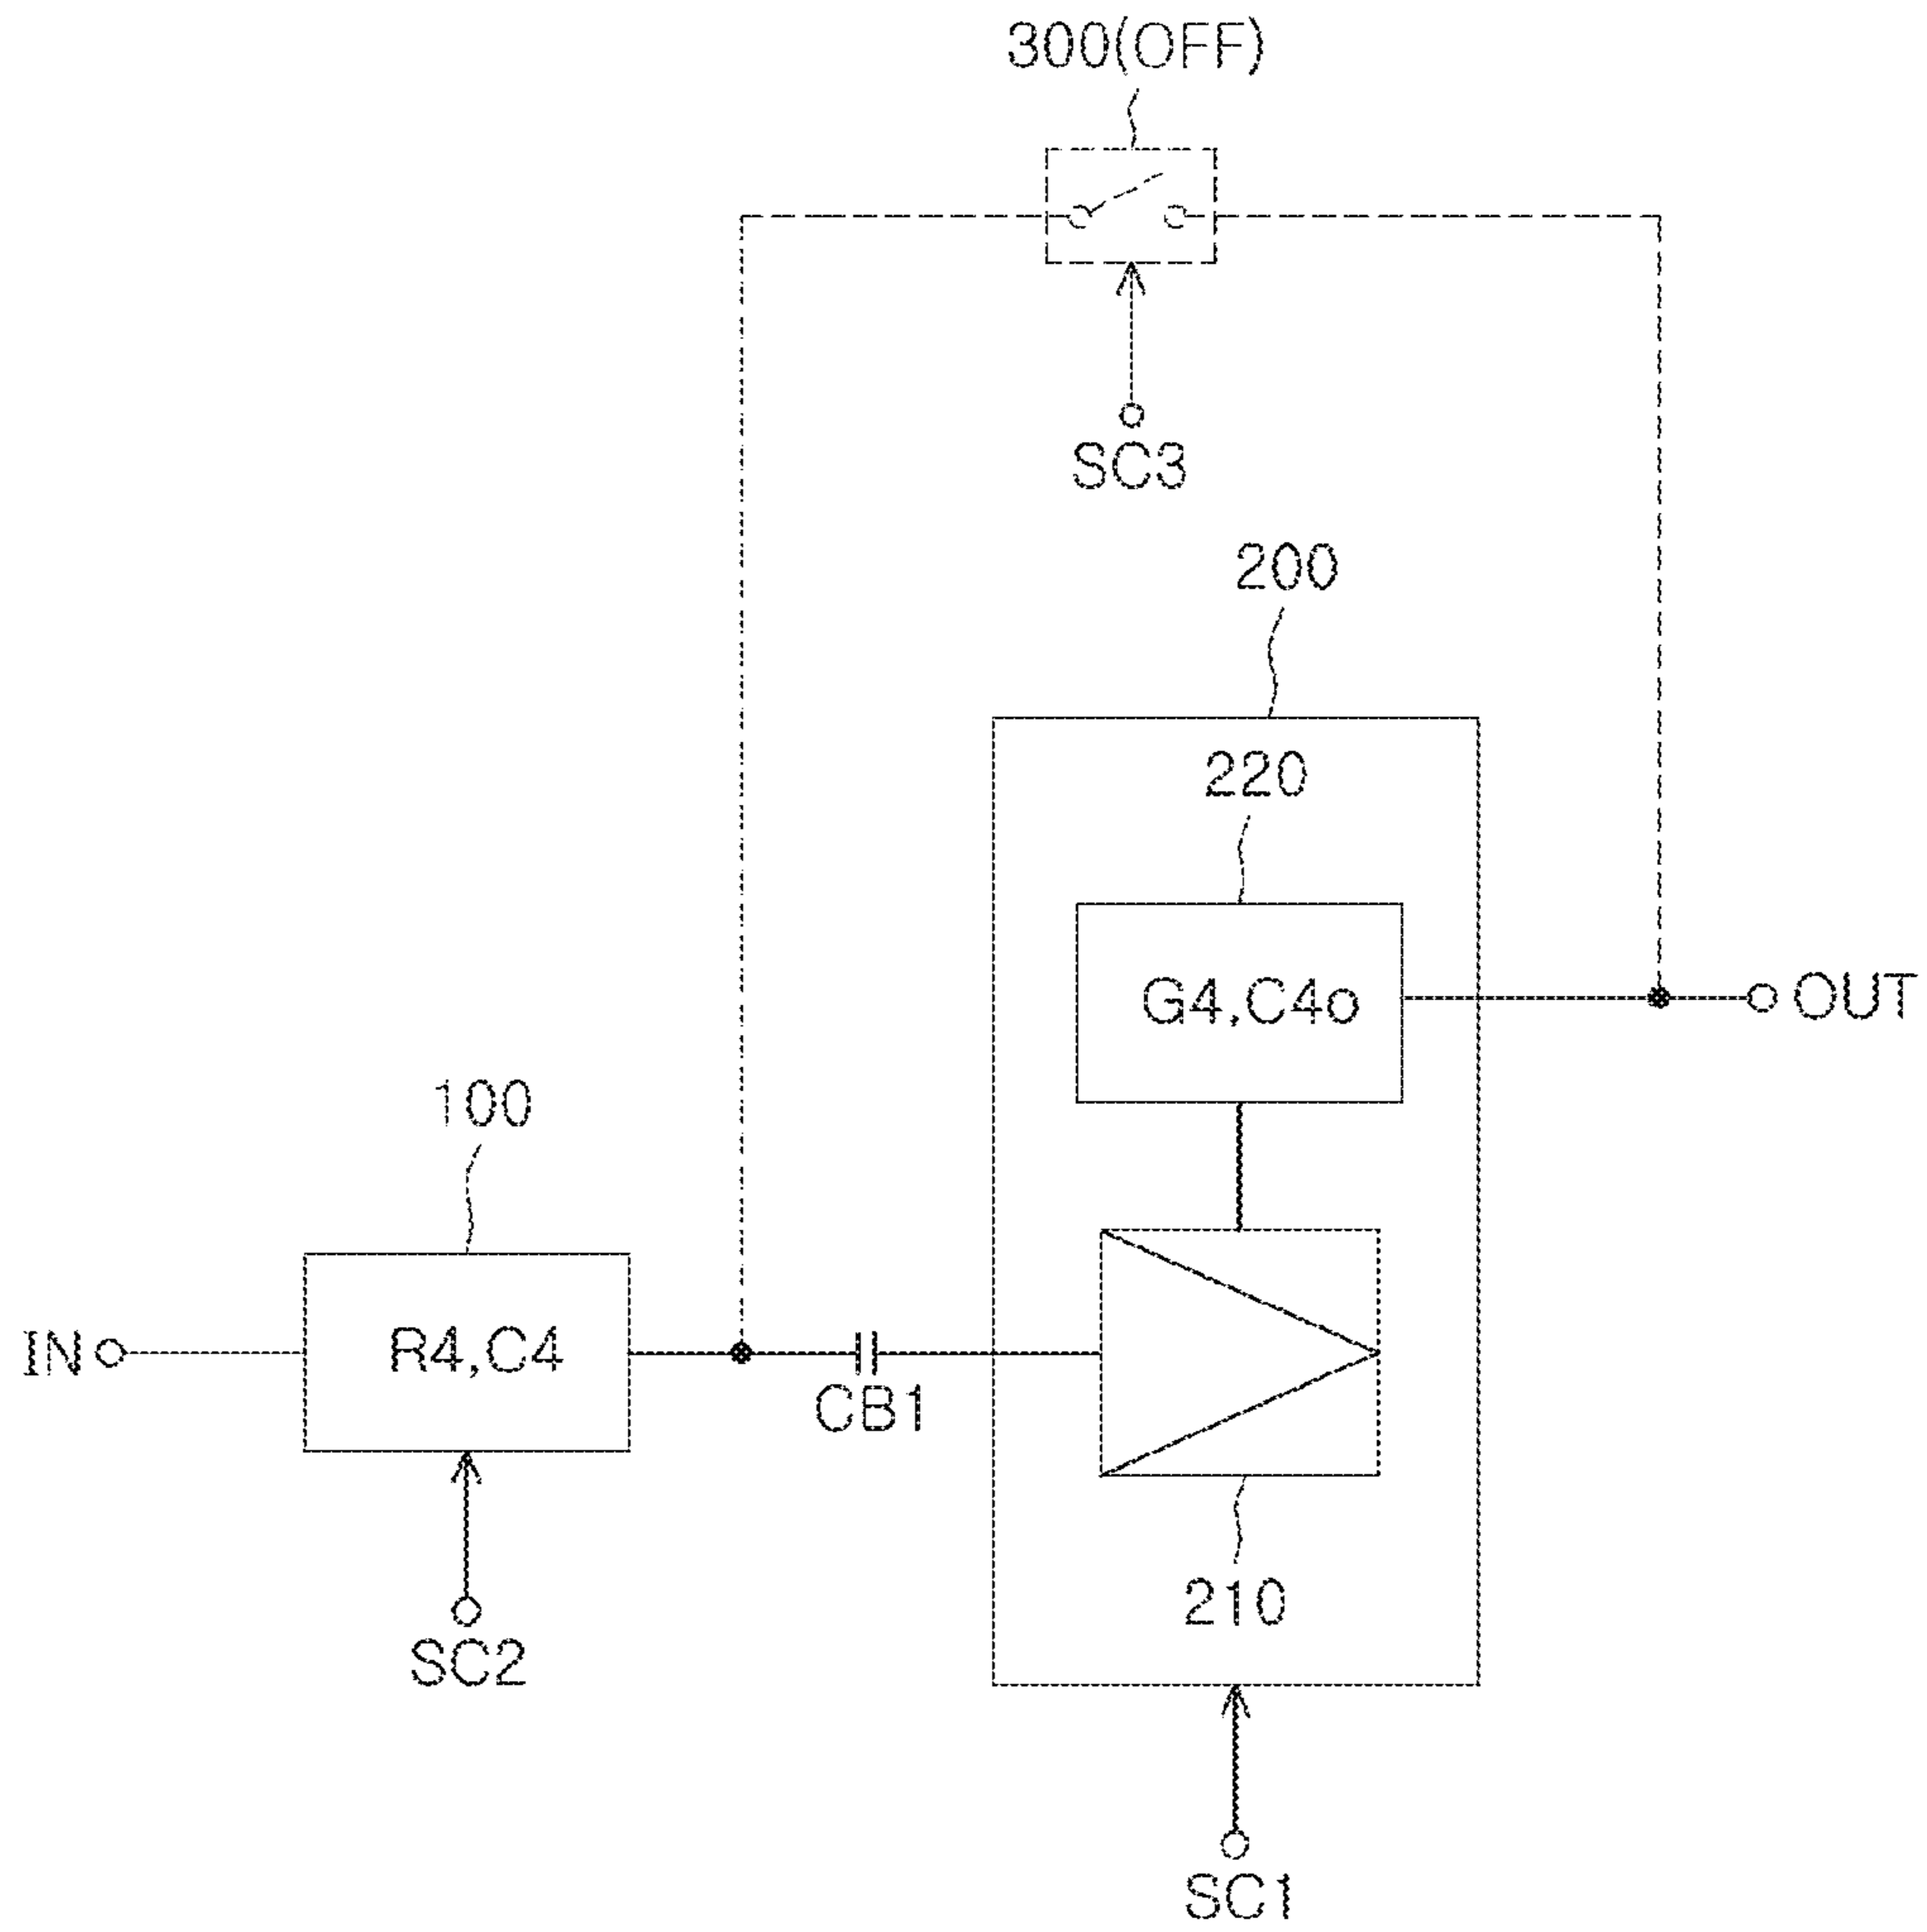 300(OFF)
SC3
200
220
G4,C4o
OUT
100
IN
R4,C4
CB1
210
SC2
SC1